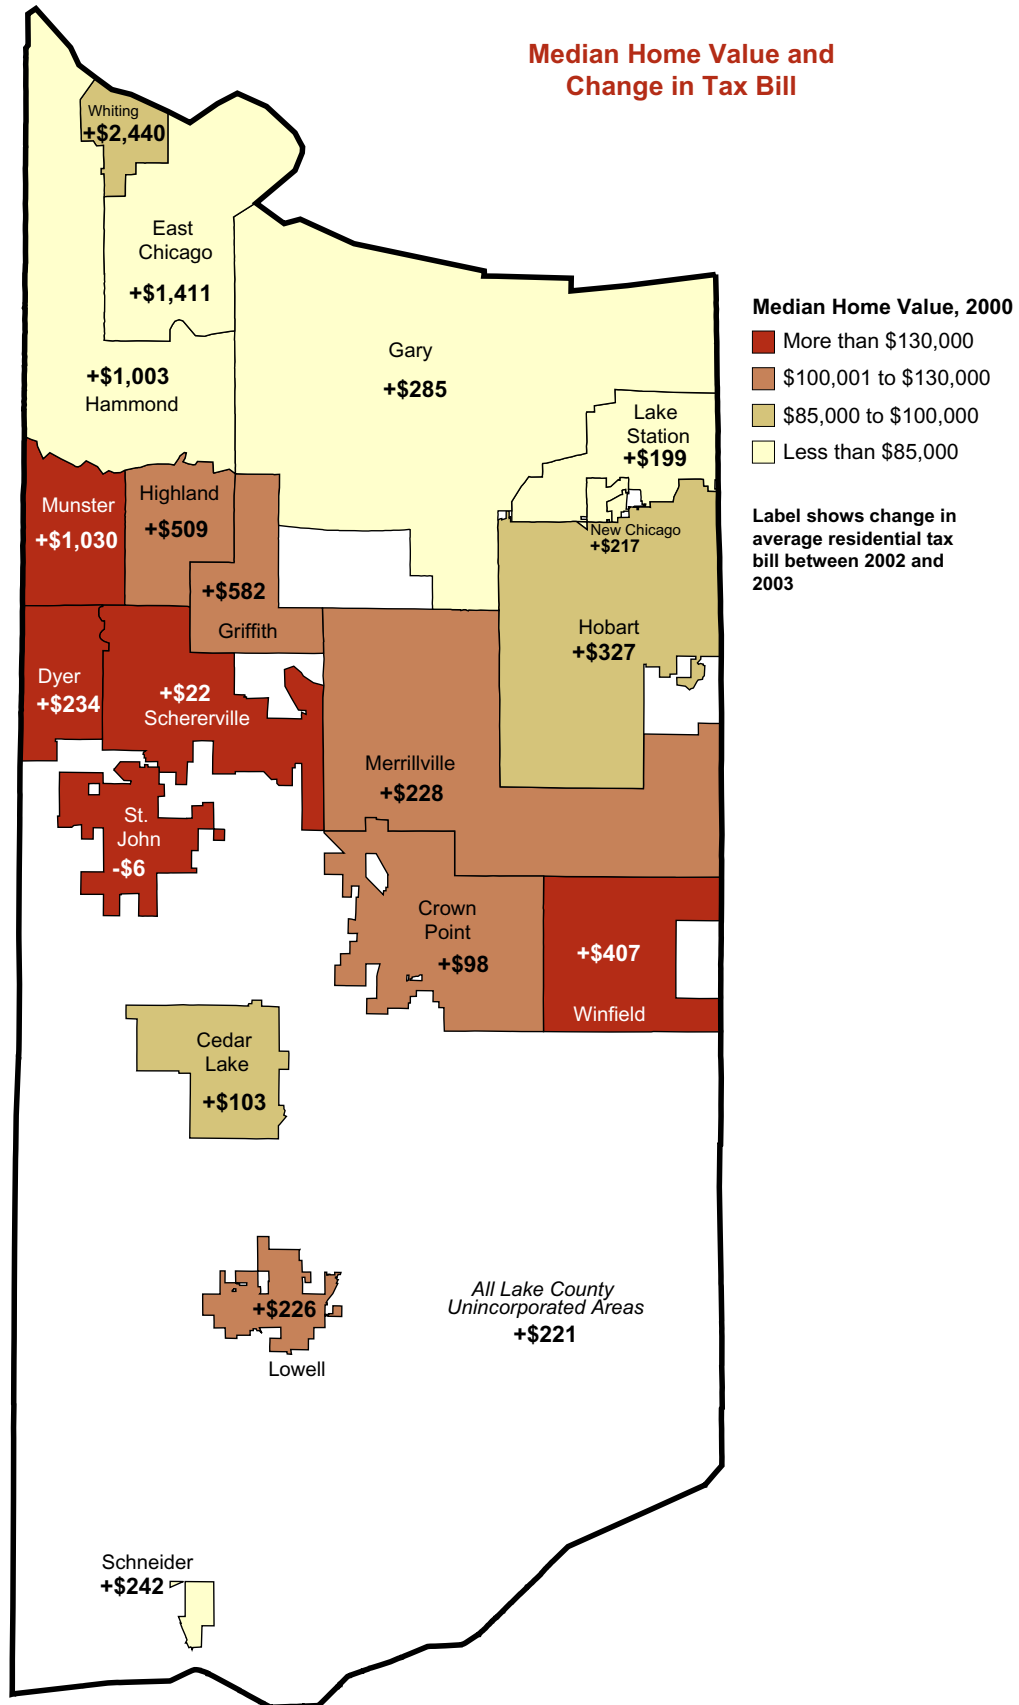 Median Home Value and
Change in Tax Bill
Whiting
+$2,440
East
Chicago
+$1,411
+$1,003
Hammond
Gary
+$285
Lake
Station
+$199
New Chicago
+$217
Munster
+$1,030
Highland
+$509
+$582
Griffith
Hobart
+$327
Dyer
+$234
+$22
Schererville
Merrillville
+$228
St.
John
-$6
Crown
Point
+$98
+$407
Winfield
Cedar
Lake
+$103
+$226
Lowell
All Lake County
Unincorporated Areas
+$221
Schneider
+$242
Median Home Value, 2000
More than $130,000
$100,001 to $130,000
$85,000 to $100,000
Less than $85,000
Label shows change in
average residential tax
bill between 2002 and
2003